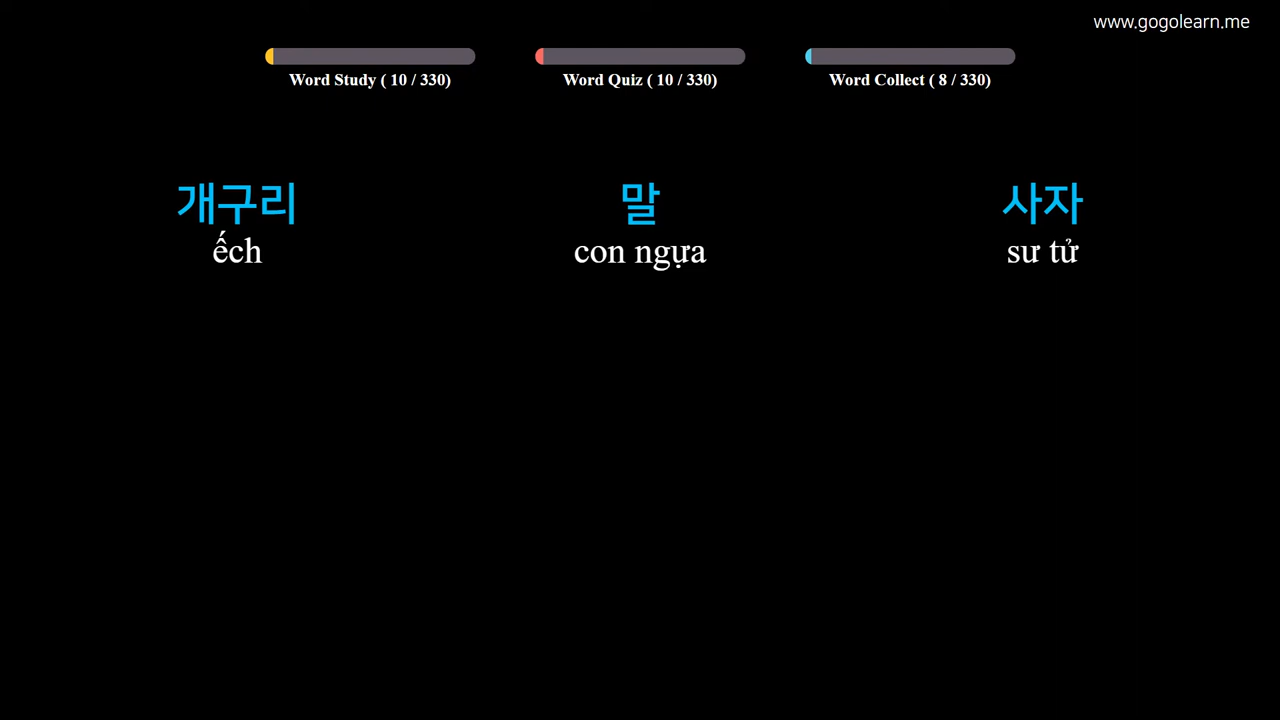 www.gogolearn.me
Word Study ( 10 / 330)
Word Quiz ( 10 / 330)
Word Collect ( 8 / 330)
개구리
ếch
말
con ngựa
사자
sư tử